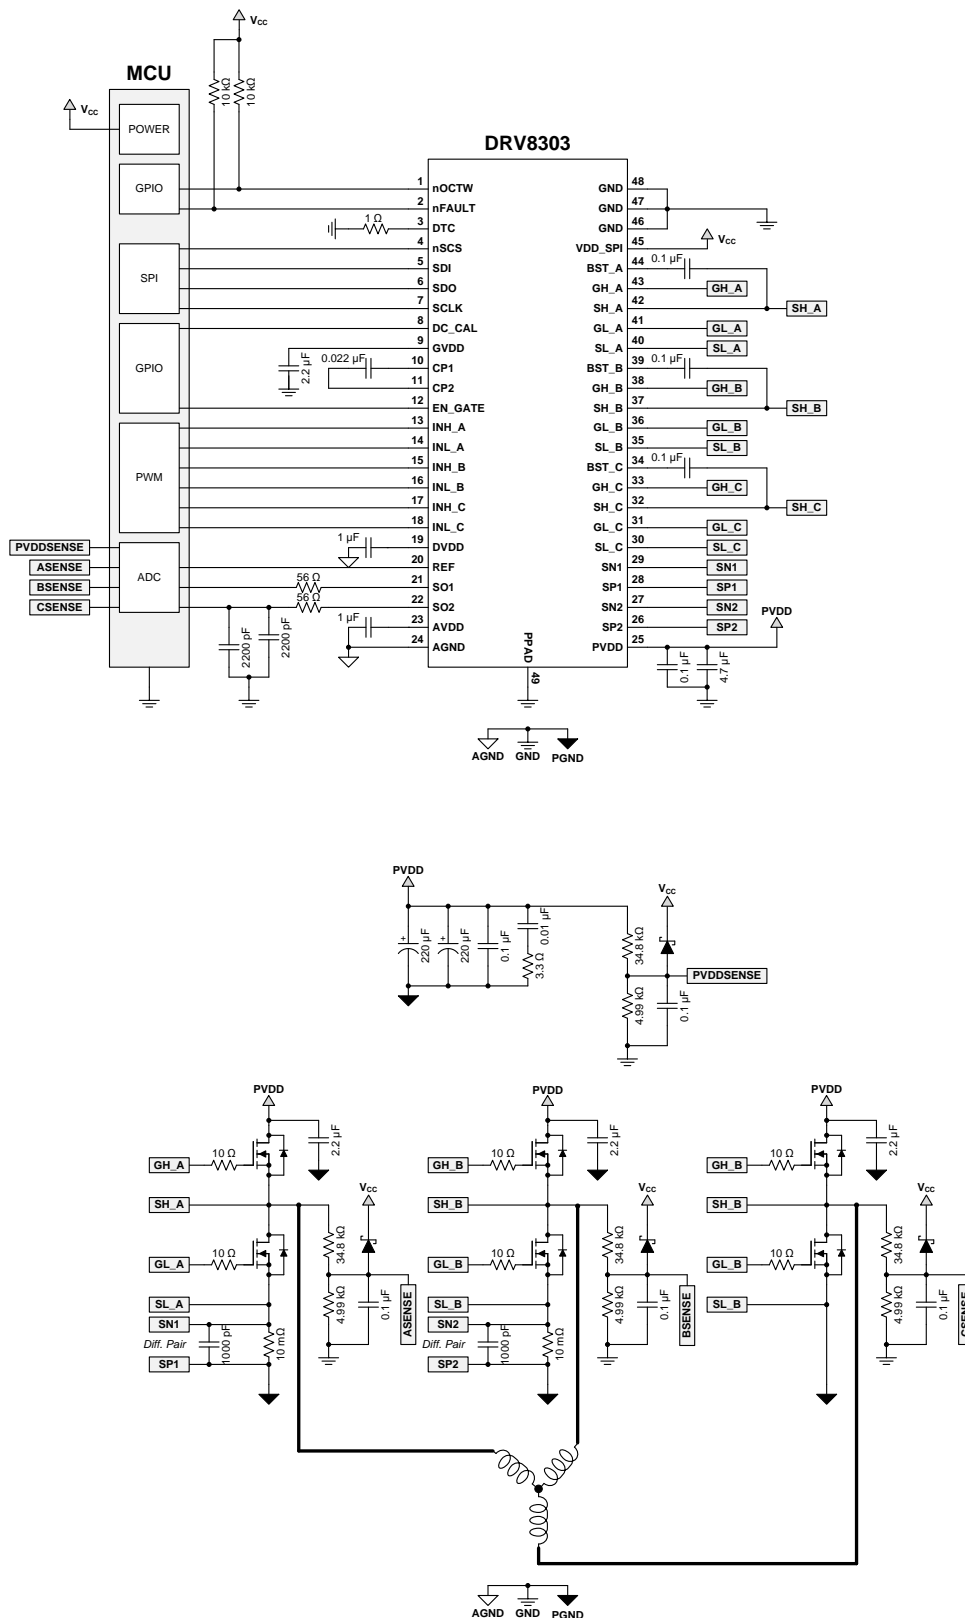 VCC
MCU
10 kΩ
10 kΩ
VCC
POWER
DRV8303
GPIO
1 nOCTW
GND 48
2 nFAULT
GND 47
1 Ω
3 DTC
GND 46
4 nSCS
VDD_SPI 45
VCC
SPI
5 SDI
BST_A 44
0.1 µF
6 SDO
GH_A 43
GH_A
7 SCLK
SH_A 42
SH_A
8 DC_CAL
GL_A 41
GL_A
9 GVDD
SL_A 40
SL_A
2.2 µF
GPIO
0.022 µF
10 CP1
BST_B 39
0.1 µF
11 CP2
GH_B 38
GH_B
12 EN_GATE
SH_B 37
SH_B
13 INH_A
GL_B 36
GL_B
14 INL_A
SL_B 35
SL_B
PWM
15 INH_B
BST_C 34
0.1 µF
16 INL_B
GH_C 33
GH_C
17 INH_C
SH_C 32
SH_C
18 INL_C
GL_C 31
GL_C
PVDDSENSE
1 µF
19 DVDD
SL_C 30
SL_C
ASENSE
ADC
20 REF
SN1 29
SN1
BSENSE
56 Ω
21 SO1
SP1 28
SP1
CSENSE
56 Ω
22 SO2
SN2 27
SN2
1 µF
23 AVDD
SP2 26
SP2
PVDD
24 AGND
PVDD 25
2200 pF
2200 pF
PPAD
49
0.1 µF
4.7 µF
AGND GND PGND
PVDD
VCC
220 µF
220 µF
0.1 µF
0.01 µF
3.3 Ω
34.8 kΩ
PVDDSENSE
4.99 kΩ
0.1 µF
PVDD
2.2 µF
GH_A
10 Ω
SH_A
VCC
34.8 kΩ
GL_A
10 Ω
SL_A
SN1
Diff. Pair
1000 pF
SP1
10 mΩ
4.99 kΩ
0.1 µF
ASENSE
PVDD
2.2 µF
GH_B
10 Ω
SH_B
VCC
34.8 kΩ
GL_B
10 Ω
SL_B
SN2
Diff. Pair
1000 pF
SP2
10 mΩ
4.99 kΩ
0.1 µF
BSENSE
PVDD
2.2 µF
GH_B
10 Ω
SH_B
VCC
34.8 kΩ
GL_B
10 Ω
SL_B
4.99 kΩ
0.1 µF
CSENSE
AGND GND PGND